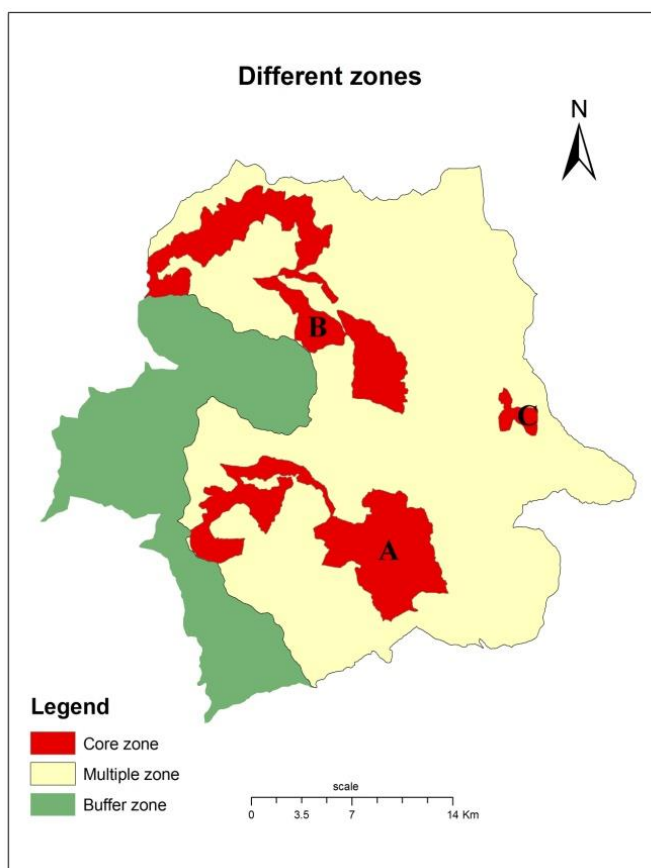 Different zones
N
B
C
A
Legend
Core zone
Multiple zone
Buffer zone
scale
0 3.5 7 14 Km